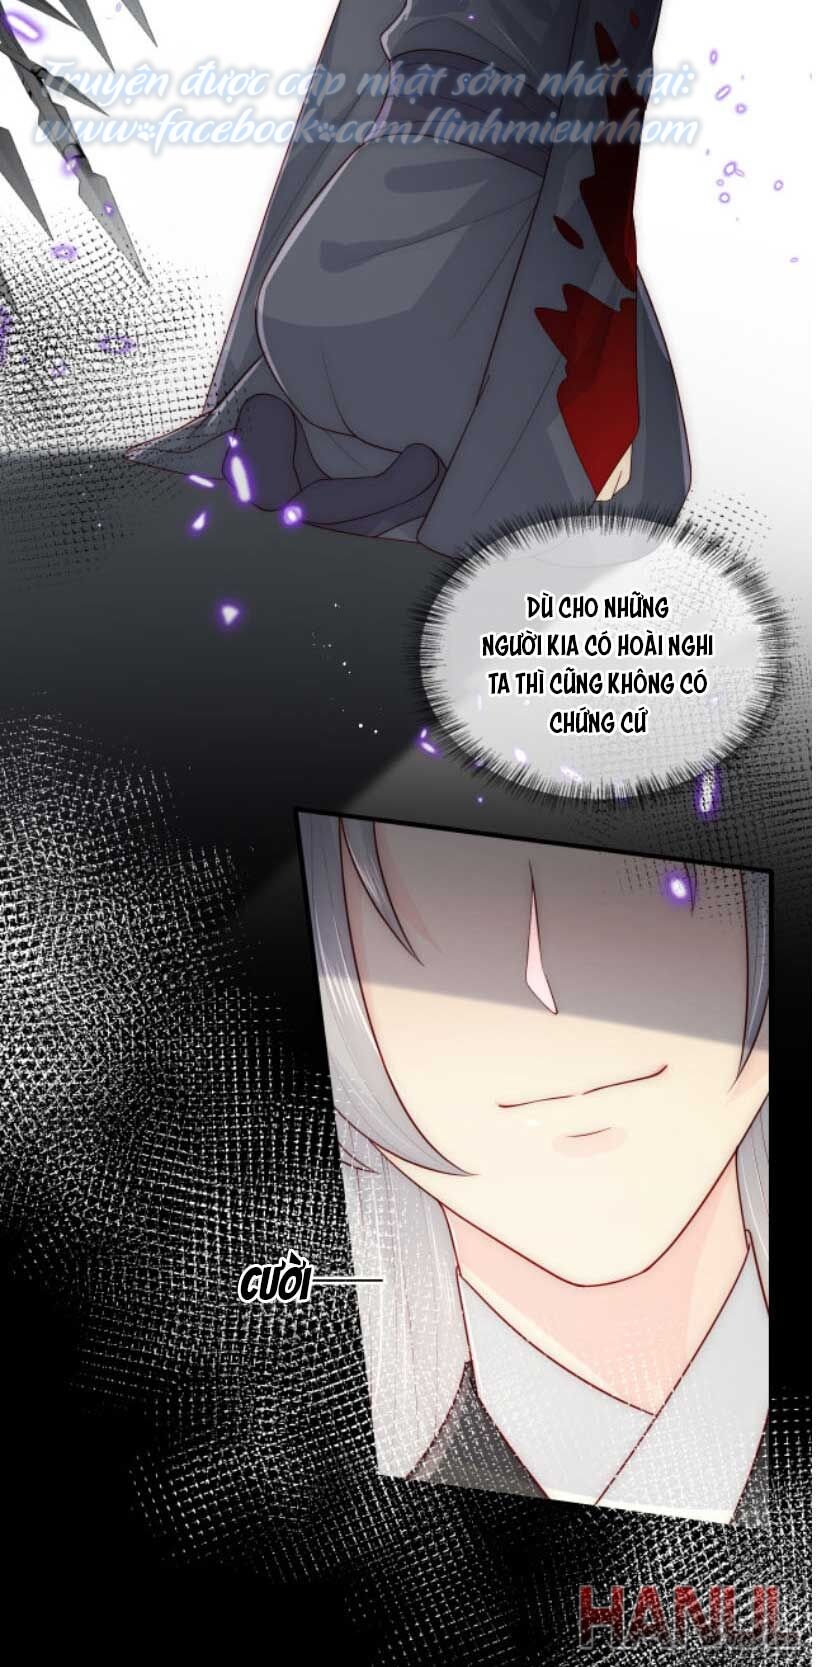 Truyện được cập nhật sớm nhất tại:
www.facebook.com/linhmieunhom
DÙ CHO NHỮNG
NGƯỜI KIA CÓ HOÀI NGHI
TA THÌ CŨNG KHÔNG CÓ
CHỨNG CỨ
CƯỜI
HANUL